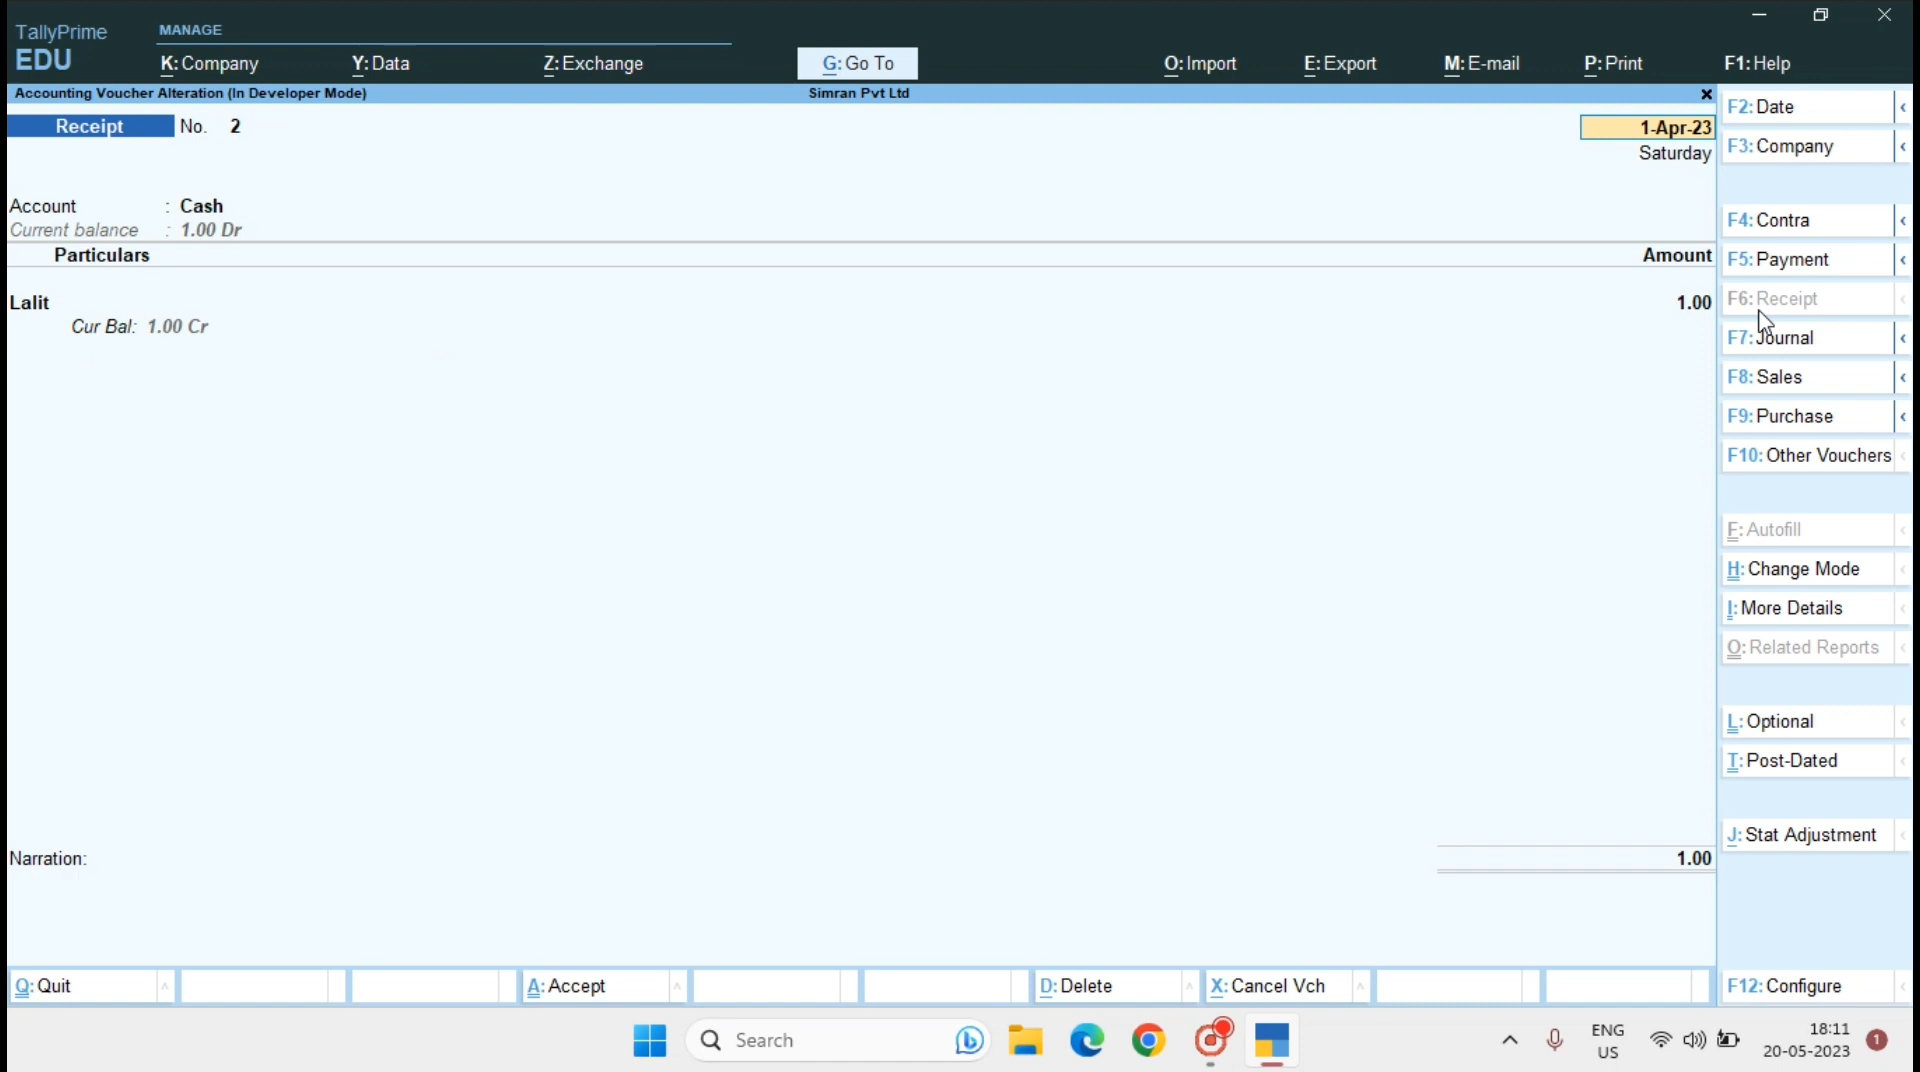 TallyPrime
EDU
MANAGE
K: Company
Y: Data
Z: Exchange
G: Go To
O: Import
E: Export
M: E-mail
P: Print
F1: Help
Accounting Voucher Alteration (In Developer Mode)
Simran Pvt Ltd
Receipt No. 2
1-Apr-23
Saturday
Account : Cash
Current balance : 1.00 Dr
Particulars
Amount
Lalit
1.00
Cur Bal: 1.00 Cr
Narration:
1.00
Q: Quit
A: Accept
D: Delete
X: Cancel Vch
F2: Date
F3: Company
F4: Contra
F5: Payment
F6: Receipt
F7: Journal
F8: Sales
F9: Purchase
F10: Other Vouchers
F: Autofill
H: Change Mode
I: More Details
O: Related Reports
L: Optional
T: Post-Dated
J: Stat Adjustment
F12: Configure
Search
ENG
US
18:11
20-05-2023
1